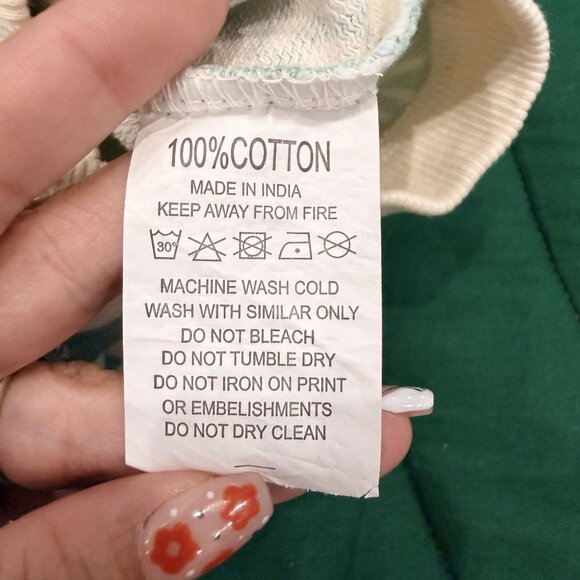 100%COTTON
MADE IN INDIA
KEEP AWAY FROM FIRE
30°
MACHINE WASH COLD
WASH WITH SIMILAR ONLY
DO NOT BLEACH
DO NOT TUMBLE DRY
DO NOT IRON ON PRINT
OR EMBELISHMENTS
DO NOT DRY CLEAN